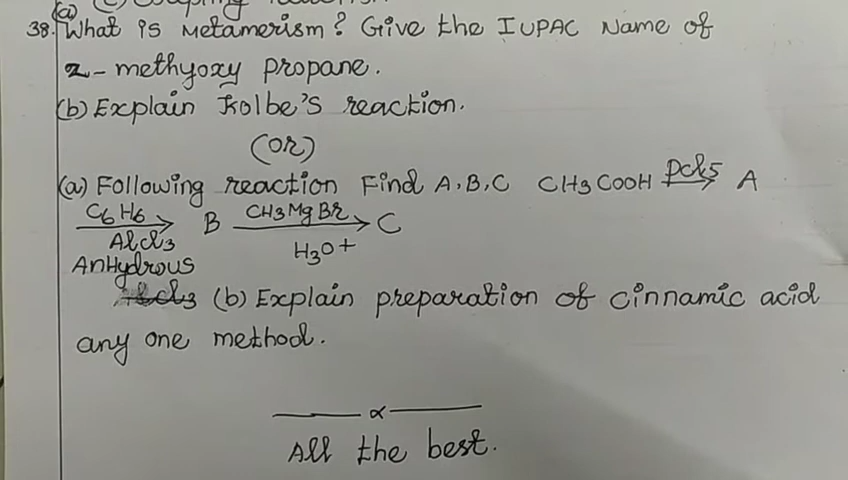 (a)
38. What is Metamerism? Give the IUPAC Name of
2-methyoxy propane.
(b) Explain Kolbe's reaction.
(OR)
(a) Following reaction Find A,B,C CH3COOH PCl5→ A
C6H6 AlCl3 → B CH3MgBr H3O+ → C
AnHydrous
(b) Explain preparation of cinnamic acid
any one method.
∝
All the best.